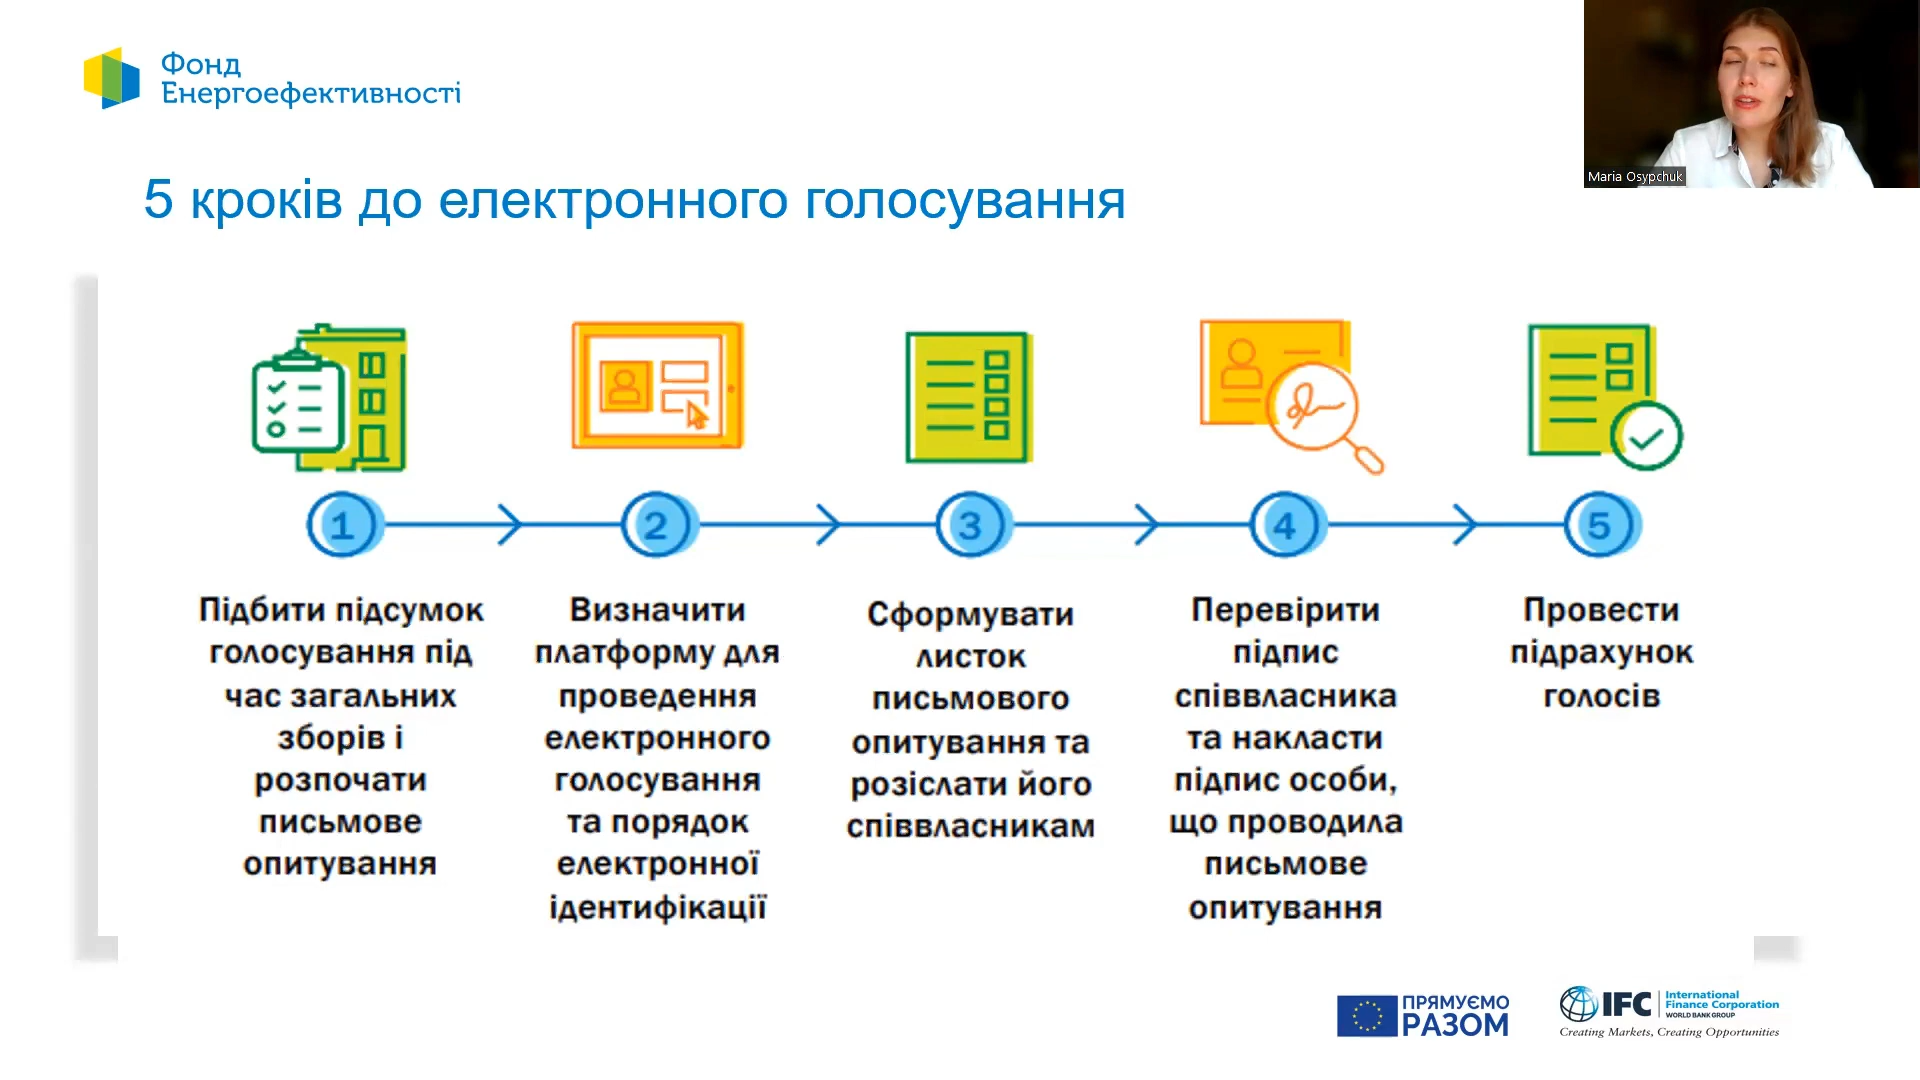 Фонд
Енергоефективності
Maria Osypchuk
5 кроків до електронного голосування
1
2
3
4
5
Підбити підсумок
голосування під
час загальних
зборів і
розпочати
письмове
опитування
Визначити
платформу для
проведення
електронного
голосування
та порядок
електронної
ідентифікації
Сформувати
листок
письмового
опитування та
розіслати його
співвласникам
Перевірити
підпис
співвласника
та накласти
підпис особи,
що проводила
письмове
опитування
Провести
підрахунок
голосів
ПРЯМУЄМО
РАЗОМ
IFC
International
Finance Corporation
WORLD BANK GROUP
Creating Markets, Creating Opportunities